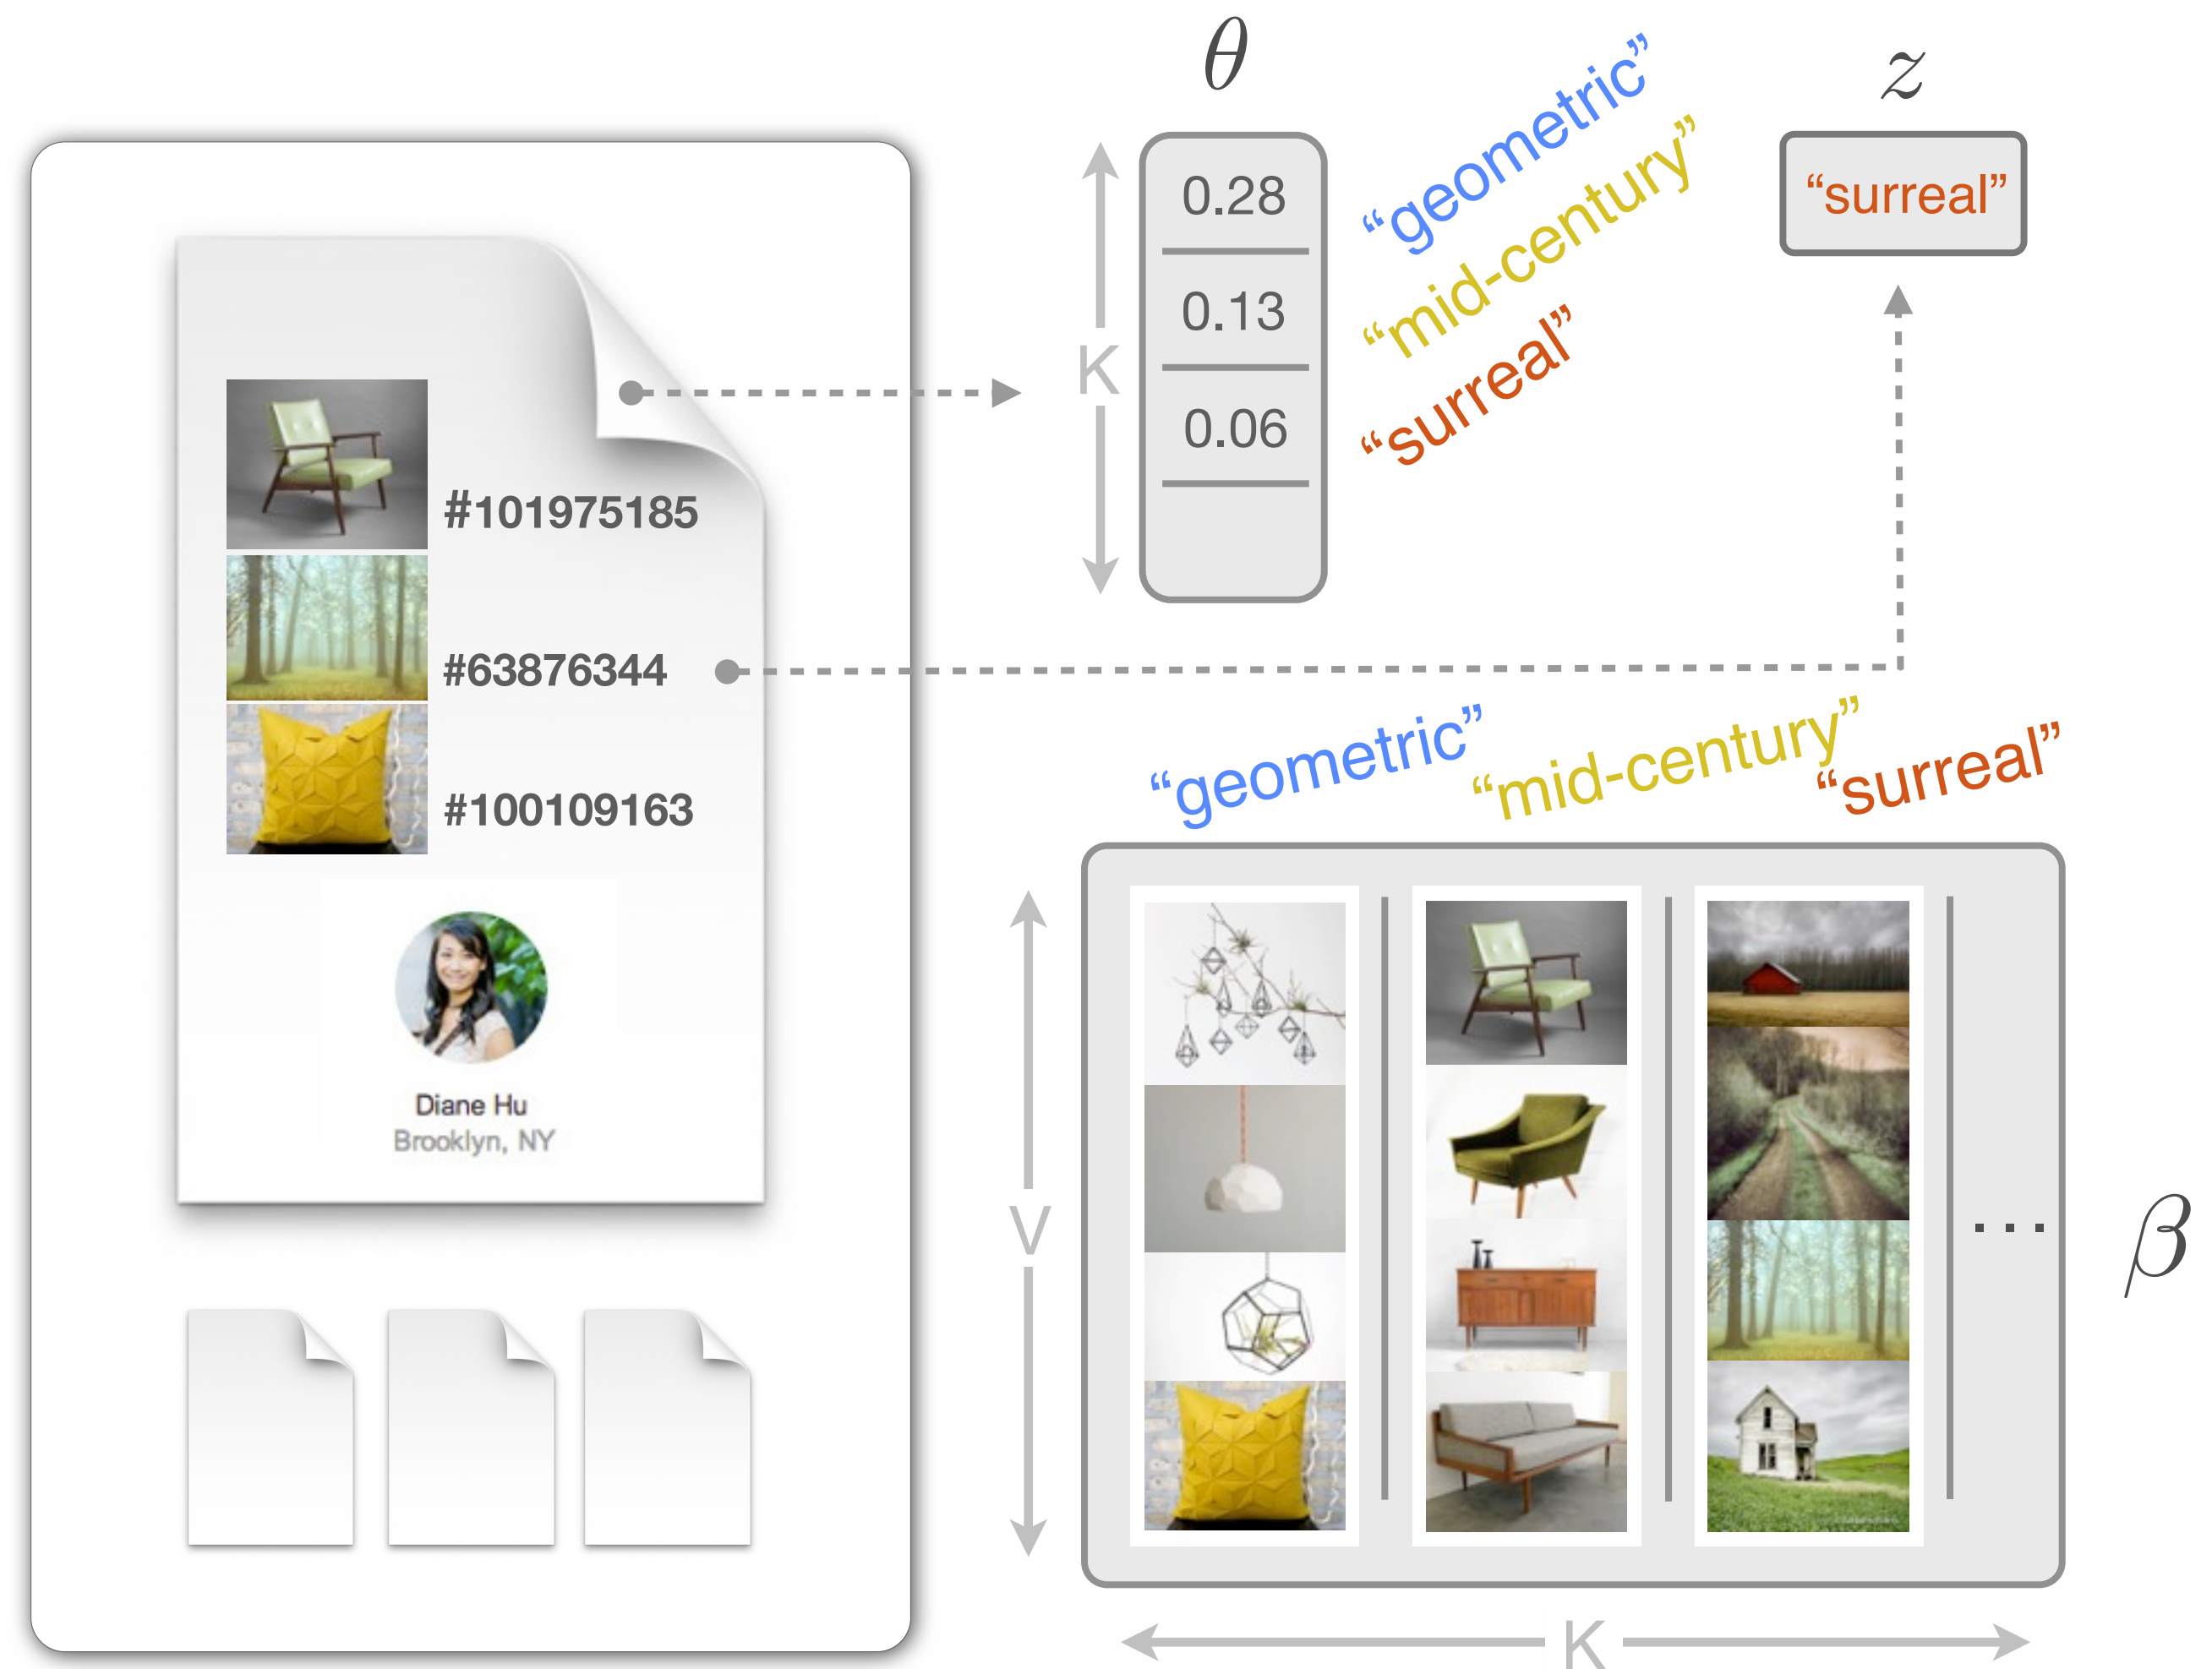 #101975185
#63876344
#100109163
Diane Hu
Brooklyn, NY
θ
K
0.28
0.13
0.06
“geometric”
“mid-century”
“surreal”
z
“surreal”
“geometric”
“mid-century”
“surreal”
V
...
β
K